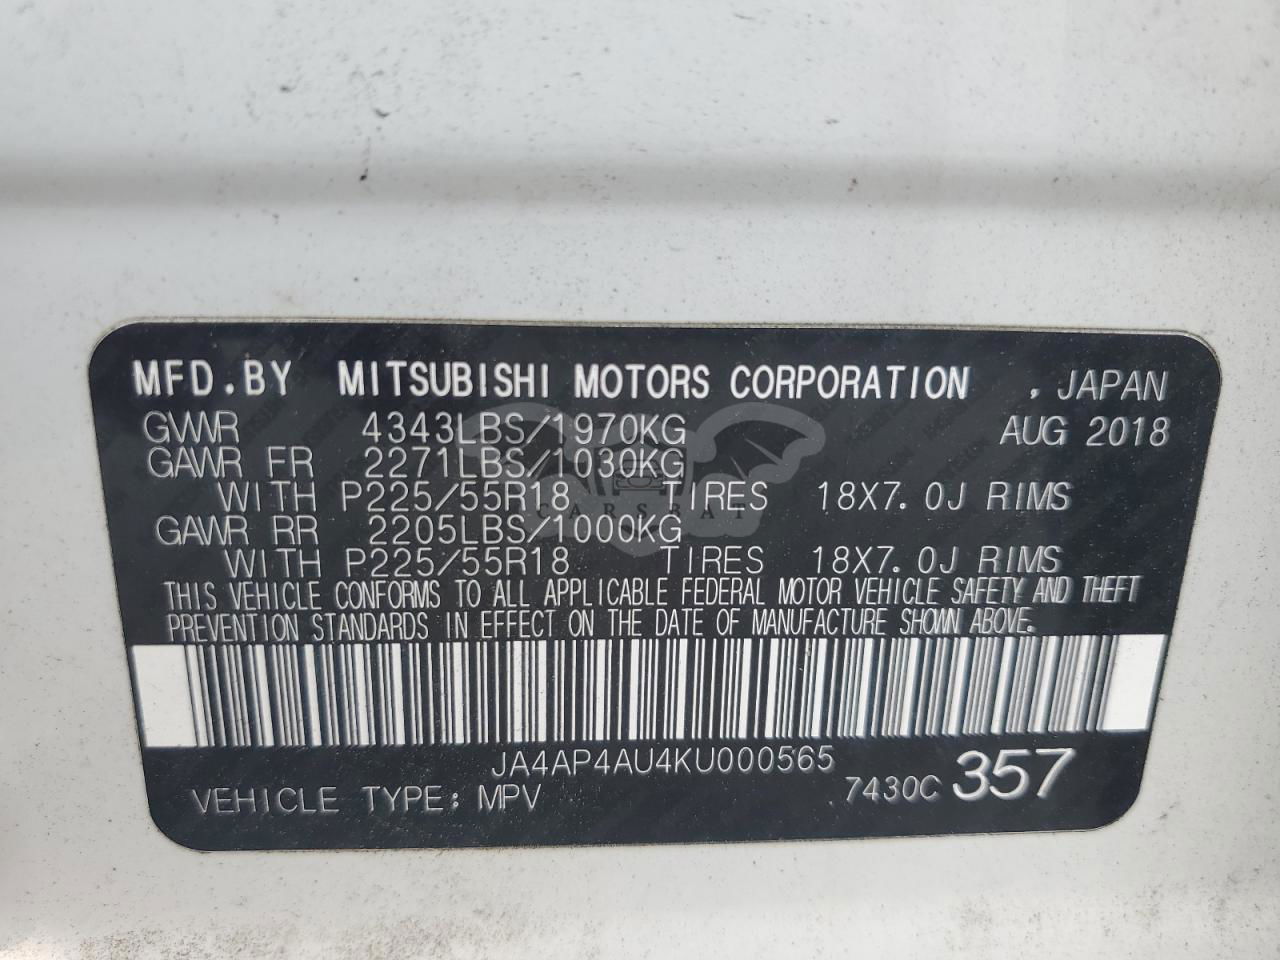 MFD.BY MITSUBISHI MOTORS CORPORATION , JAPAN
GVWR 4343LBS/1970KG AUG 2018
GAWR FR 2271LBS/1030KG
WITH P225/55R18 TIRES 18X7.0J RIMS
CARSBAT
GAWR RR 2205LBS/1000KG
WITH P225/55R18 TIRES 18X7.0J RIMS
THIS VEHICLE CONFORMS TO ALL APPLICABLE FEDERAL MOTOR VEHICLE SAFETY AND THEFT
PREVENTION STANDARDS IN EFFECT ON THE DATE OF MANUFACTURE SHOWN ABOVE.
JA4AP4AU4KU000565
VEHICLE TYPE: MPV 7430C 357